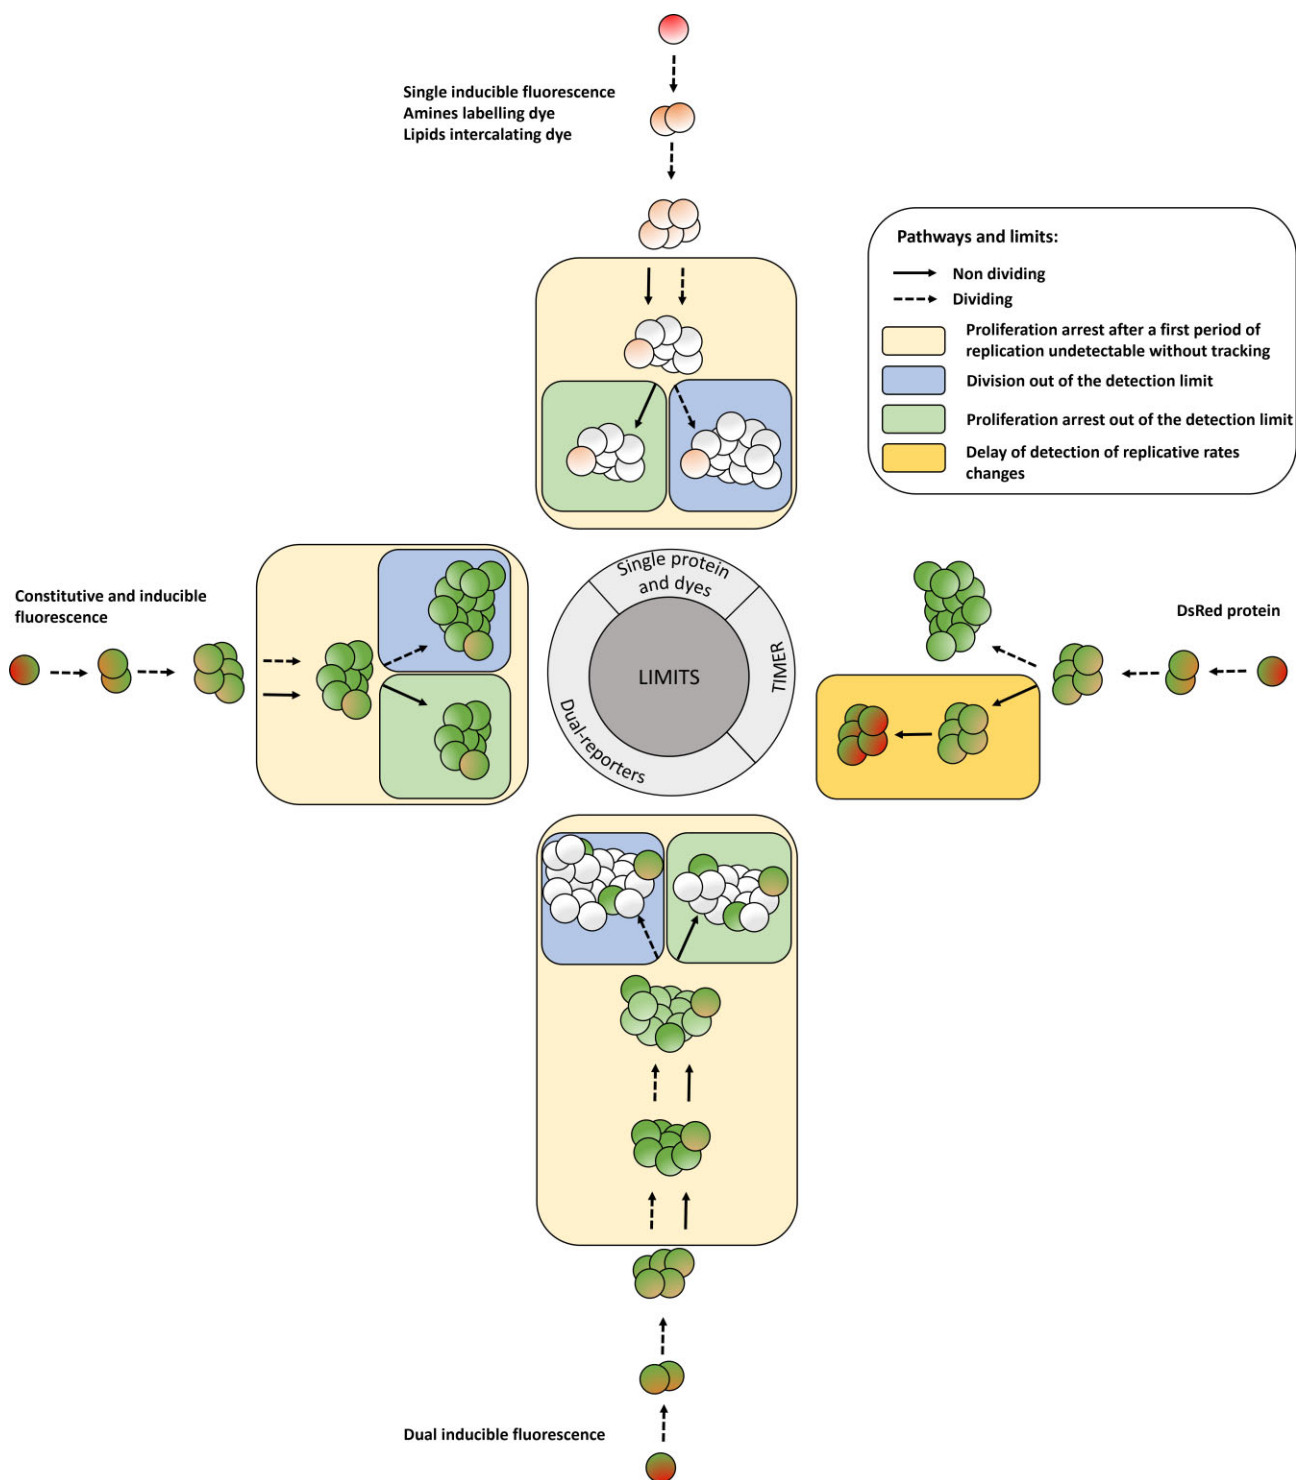 Single inducible fluorescence
Amines labelling dye
Lipids intercalating dye
Pathways and limits:
Non dividing
Dividing
Proliferation arrest after a first period of
replication undetectable without tracking
Division out of the detection limit
Proliferation arrest out of the detection limit
Delay of detection of replicative rates
changes
Constitutive and inducible
fluorescence
Single protein
and dyes
TIMER
Dual-reporters
LIMITS
DsRed protein
Dual inducible fluorescence